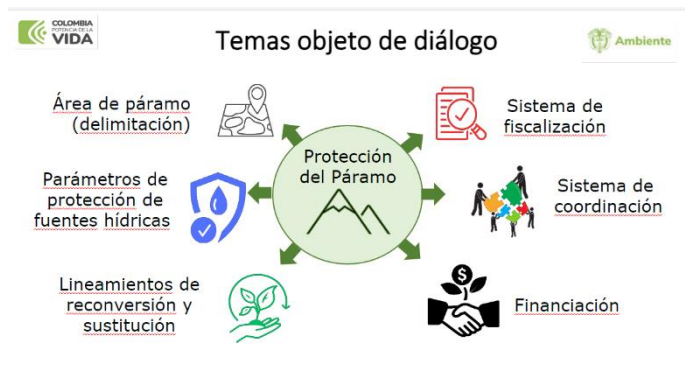 COLOMBIA
POTENCIA DE LA
VIDA
Temas objeto de diálogo
Ambiente
Área de páramo
(delimitación)
Parámetros de
protección de
fuentes hídricas
Lineamientos de
reconversión y
sustitución
Protección
del Páramo
Sistema de
fiscalización
Sistema de
coordinación
$
Financiación